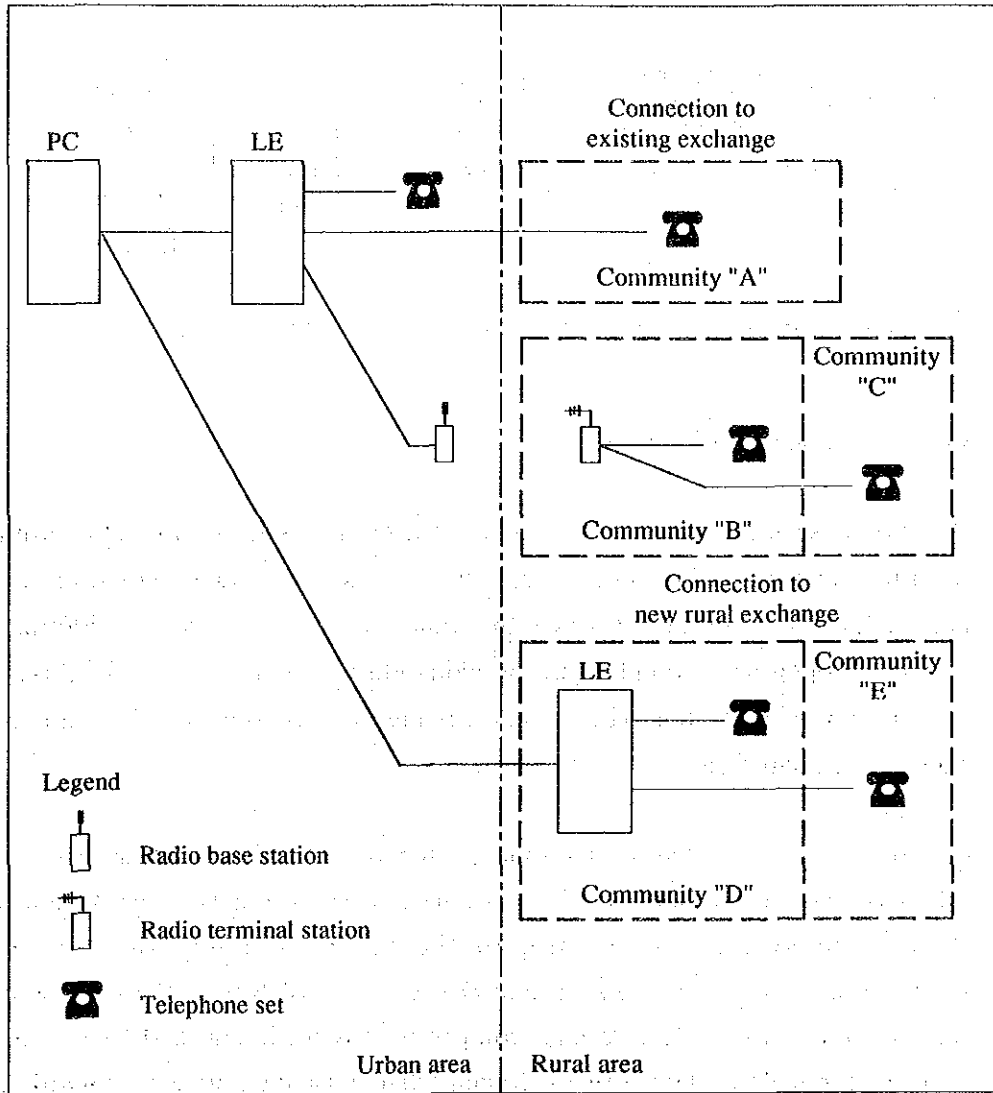 Connection to
existing exchange
PC
LE
Community "A"
Community
"C"
Community "B"
Connection to
new rural exchange
Community
"E"
LE
Community "D"
Legend
Radio base station
Radio terminal station
Telephone set
Urban area
Rural area